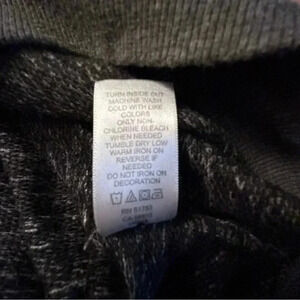 TURN INSIDE OUT
MACHINE WASH
COLD WITH LIKE
COLORS
ONLY NON-
CHLORINE BLEACH
WHEN NEEDED
TUMBLE DRY LOW
WARM IRON ON
REVERSE IF
NEEDED
DO NOT IRON ON
DECORATION
RN